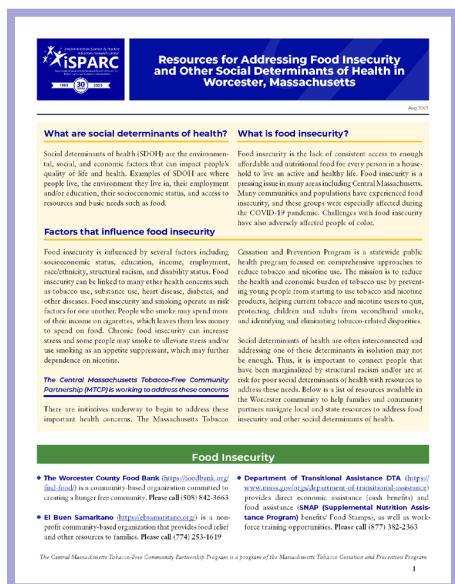 Implementation Science & Practice
Advances Research Center
iSPARC
1993 30 2023
Resources for Addressing Food Insecurity
and Other Social Determinants of Health in
Worcester, Massachusetts
Aug 2023
What are social determinants of health?
Social determinants of health (SDOH) are the environmen-
tal, social, and economic factors that can impact people's
quality of life and health. Examples of SDOH are where
people live, the environment they live in, their employment
and/or education, their socioeconomic status, and access to
resources and basic needs such as food.
What is food insecurity?
Food insecurity is the lack of consistent access to enough
affordable and nutritional food for every person in a house-
hold to live an active and healthy life. Food insecurity is a
pressing issue in many areas including Central Massachusetts.
Many communities and populations have experienced food
insecurity, and these groups were especially affected during
the COVID-19 pandemic. Challenges with food insecurity
have also adversely affected people of color.
Factors that influence food insecurity
Food insecurity is influenced by several factors including
socioeconomic status, education, income, employment,
race/ethnicity, structural racism, and disability status. Food
insecurity can be linked to many other health concerns such
as tobacco use, substance use, heart disease, diabetes, and
other diseases. Food insecurity and smoking operate as risk
factors for one another. People who smoke may spend more
of their income on cigarettes, which leaves them less money
to spend on food. Chronic food insecurity can increase
stress and some people may smoke to alleviate stress and/or
use smoking as an appetite suppressant, which may further
dependence on nicotine.
The Central Massachusetts Tobacco-Free Community
Partnership (MTCP) is working to address these concerns
There are initiatives underway to begin to address these
important health concerns. The Massachusetts Tobacco
Cessation and Prevention Program is a statewide public
health program focused on comprehensive approaches to
reduce tobacco and nicotine use. The mission is to reduce
the health and economic burden of tobacco use by prevent-
ing young people from starting to use tobacco and nicotine
products, helping current tobacco and nicotine users to quit,
protecting children and adults from secondhand smoke,
and identifying and eliminating tobacco-related disparities.
Social determinants of health are often interconnected and
addressing one of these determinants in isolation may not
be enough. Thus, it is important to connect people that
have been marginalized by structural racism and/or are at
risk for poor social determinants of health with resources to
address these needs. Below is a list of resources available in
the Worcester community to help families and community
partners navigate local and state resources to address food
insecurity and other social determinants of health.
Food Insecurity
• The Worcester County Food Bank (https://foodbank.org/
find-food/) is a community-based organization committed to
creating a hunger free community. Please call (508) 842-3663
• El Buen Samaritano (https://ebsamaritano.org/) is a non-
profit community-based organization that provides food relief
and other resources to families. Please call (774) 253-1619
• Department of Transitional Assistance DTA (https://
www.mass.gov/orgs/department-of-transitional-assistance)
provides direct economic assistance (cash benefits) and
food assistance (SNAP (Supplemental Nutrition Assis-
tance Program) benefits/ Food Stamps), as well as work-
force training opportunities. Please call (877) 382-2363
The Central Massachusetts Tobacco-Free Community Partnership Program is a program of the Massachusetts Tobacco Cessation and Prevention Program
1